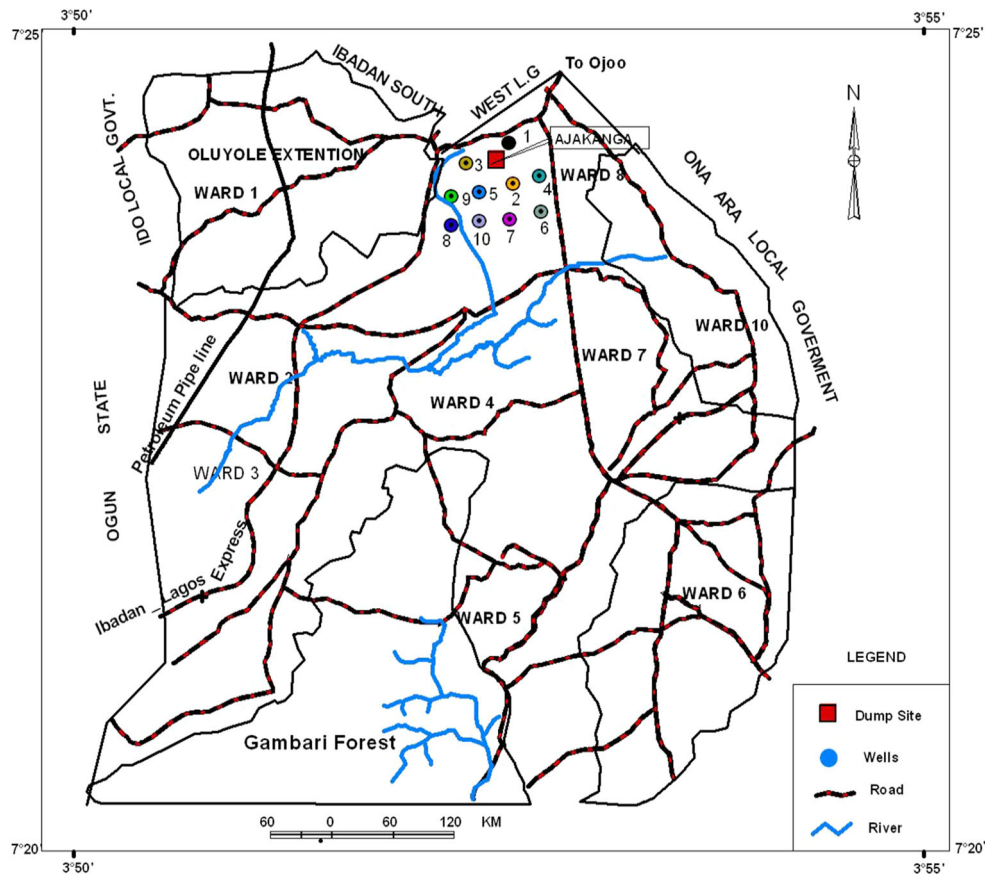 3°50'
3°55'
7°25'
7°25'
IBADAN SOUTH
WEST L.G
To Ojoo
N
IDO LOCAL GOVT.
OLUYOLE EXTENTION
WARD 1
1
AJAKANGA
3
4
WARD 8
ONA ARA LOCAL GOVERMENT
9
5
2
8
10
7
6
WARD 10
Petroleum Pipe line
WARD 2
WARD 7
OGUN STATE
WARD 4
WARD 3
Ibadan _ Lagos Express
WARD 5
WARD 6
LEGEND
Dump Site
Wells
Road
River
Gambari Forest
60 0 60 120 KM
7°20'
7°20'
3°50'
3°55'